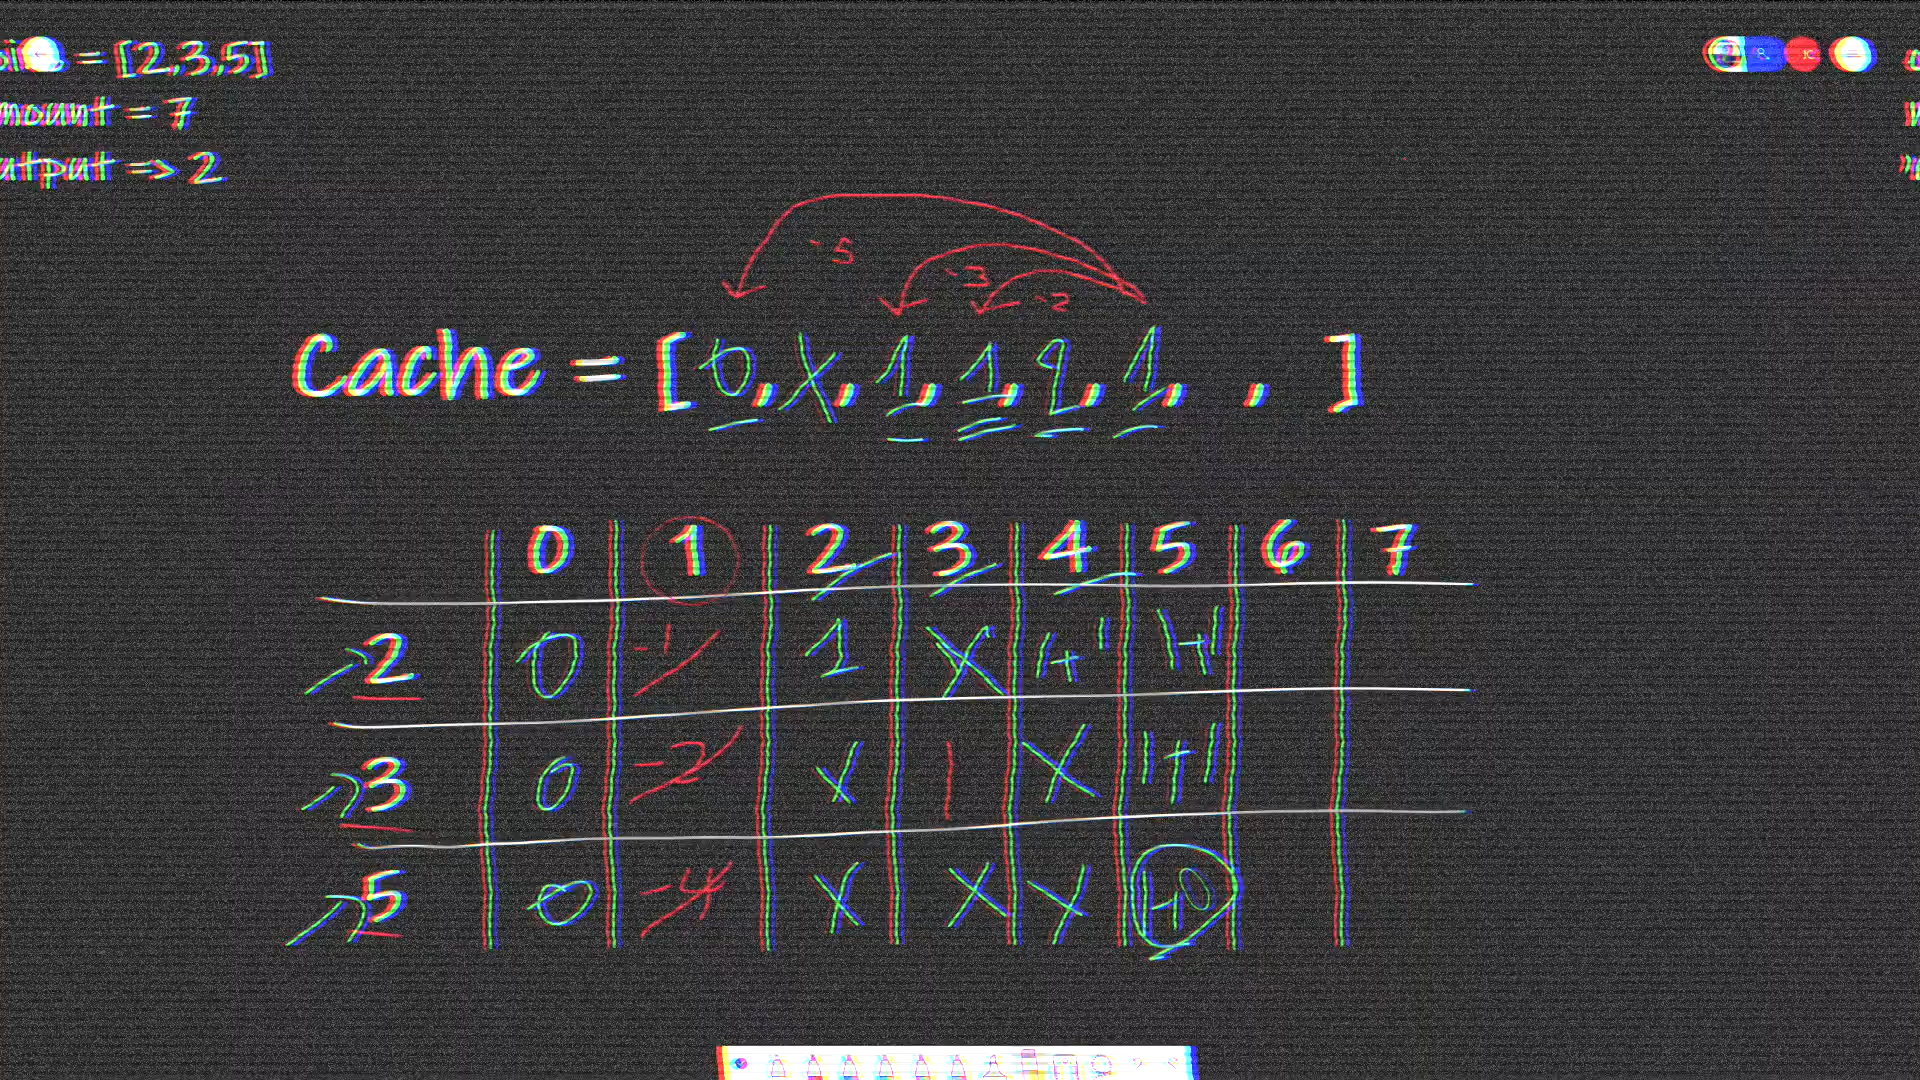 = [2,3,5]
mount = 7
utput => 2
-5
-3
-2
Cache = [0, X, 1, 1, 2, 1, , ]
0 1 2 3 4 5 6 7
2 0 -1 1 X 1+1 1+1
3 0 -2 X 1 X 1+1
5 0 -4 X X X 1+0